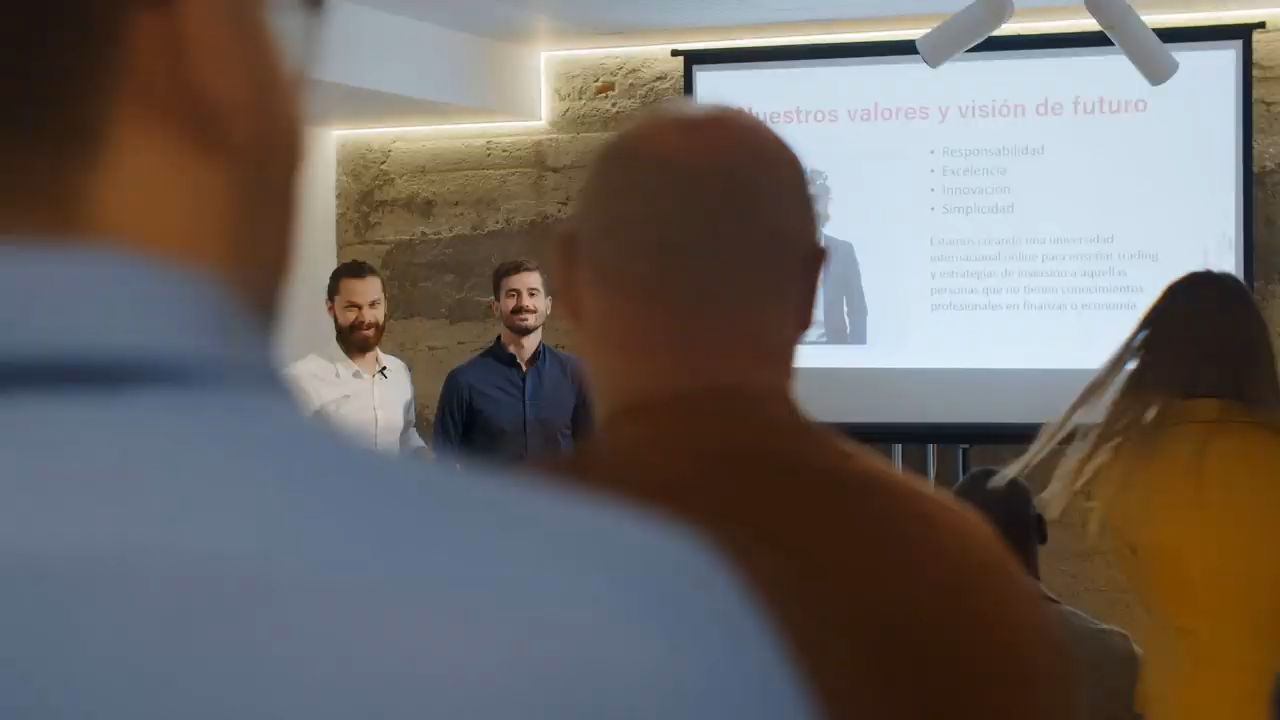 Nuestros valores y visión de futuro
• Responsabilidad
• Excelencia
• Innovación
• Simplicidad
Estamos creando una universidad
internacional online para enseñar trading
y estrategias de inversión a aquellas
personas que no tienen conocimientos
profesionales en finanzas o economía